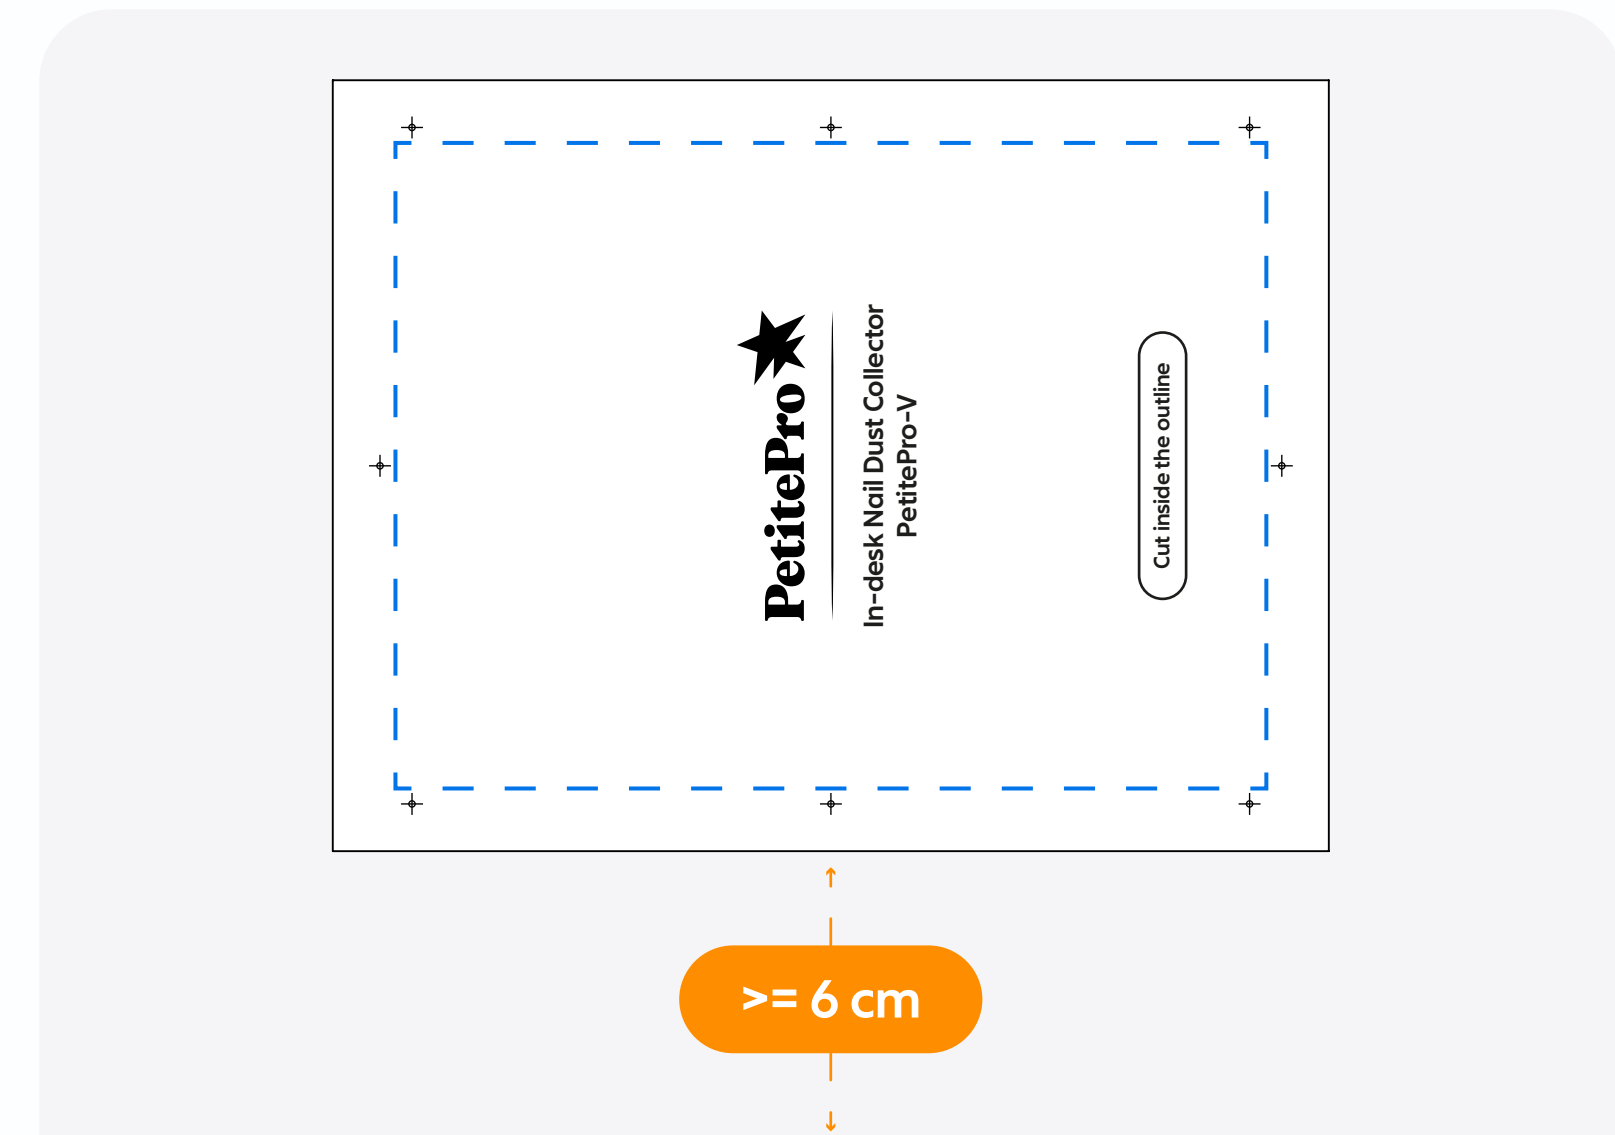 PetitePro
In-desk Nail Dust Collector
PetitePro-V
Cut inside the outline
>= 6 cm